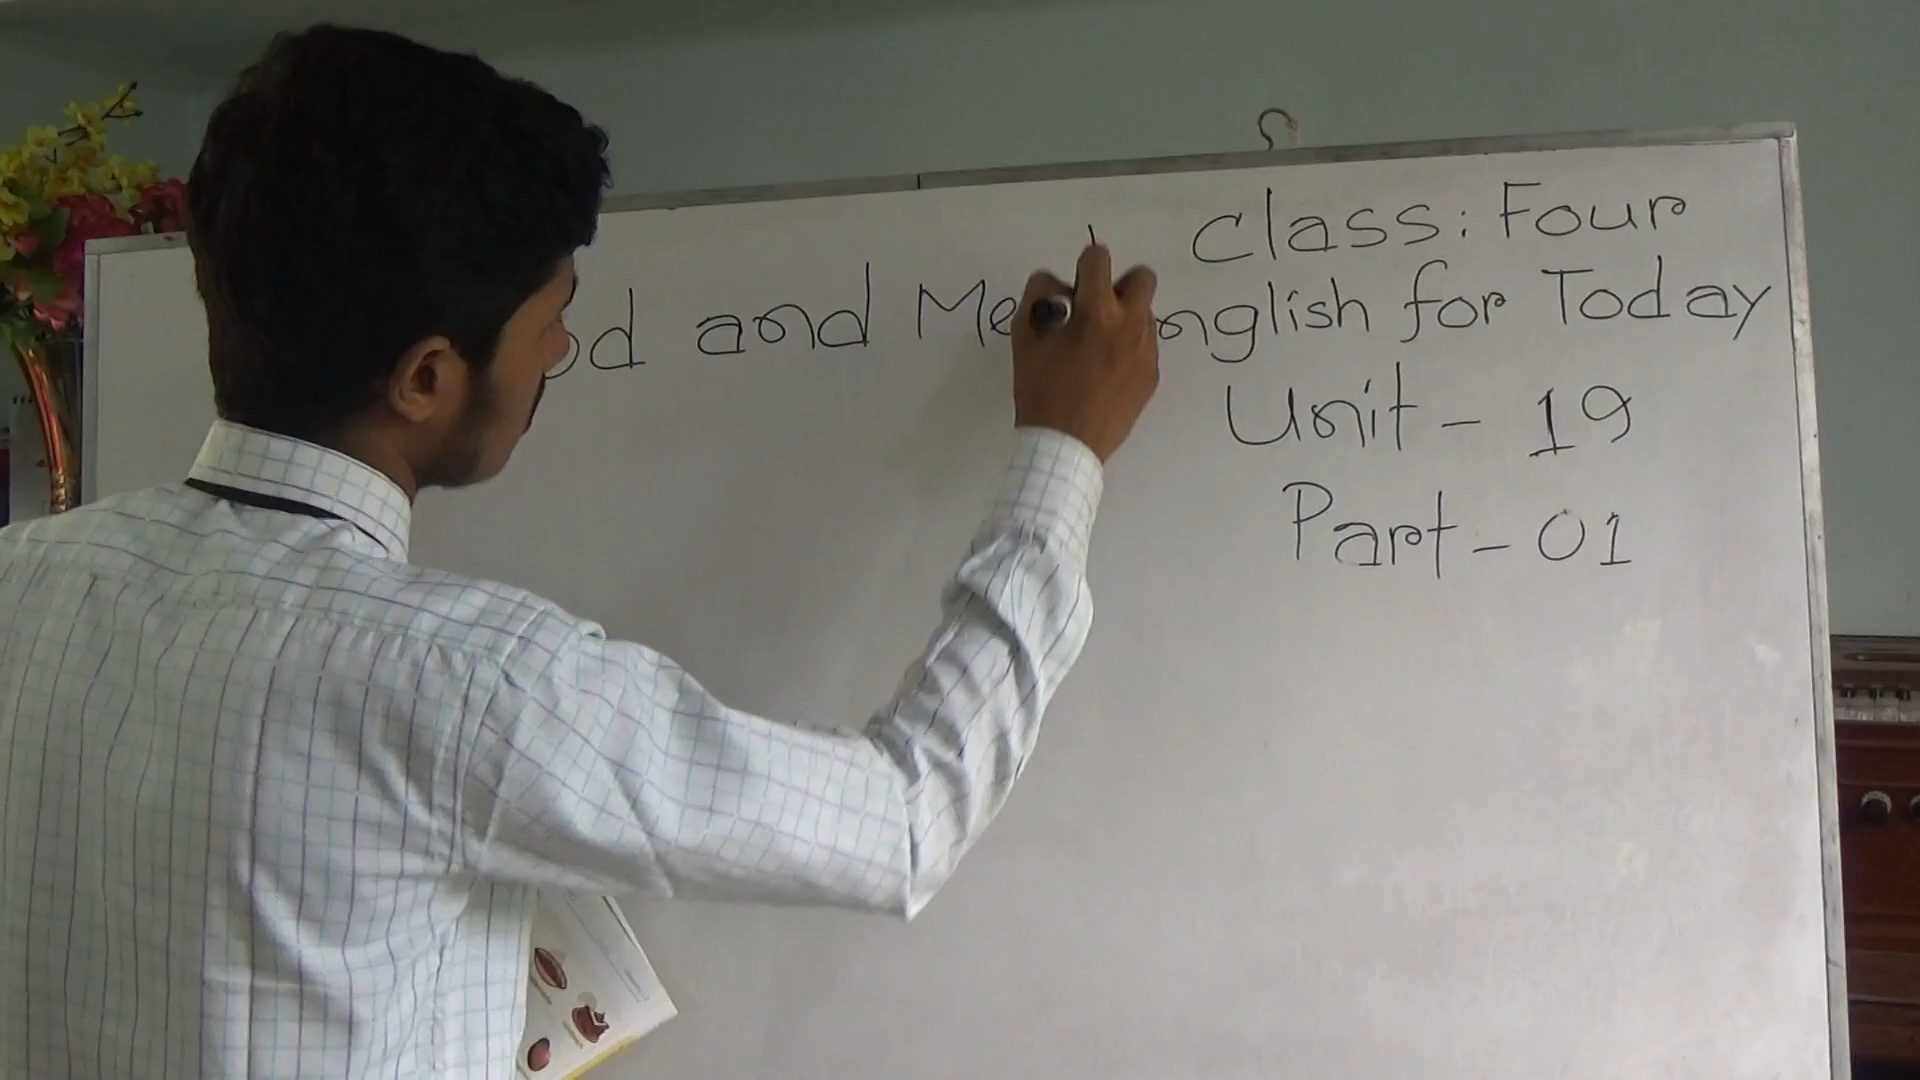 Class: Four
and
English for Today
Unit - 19
Part - 01